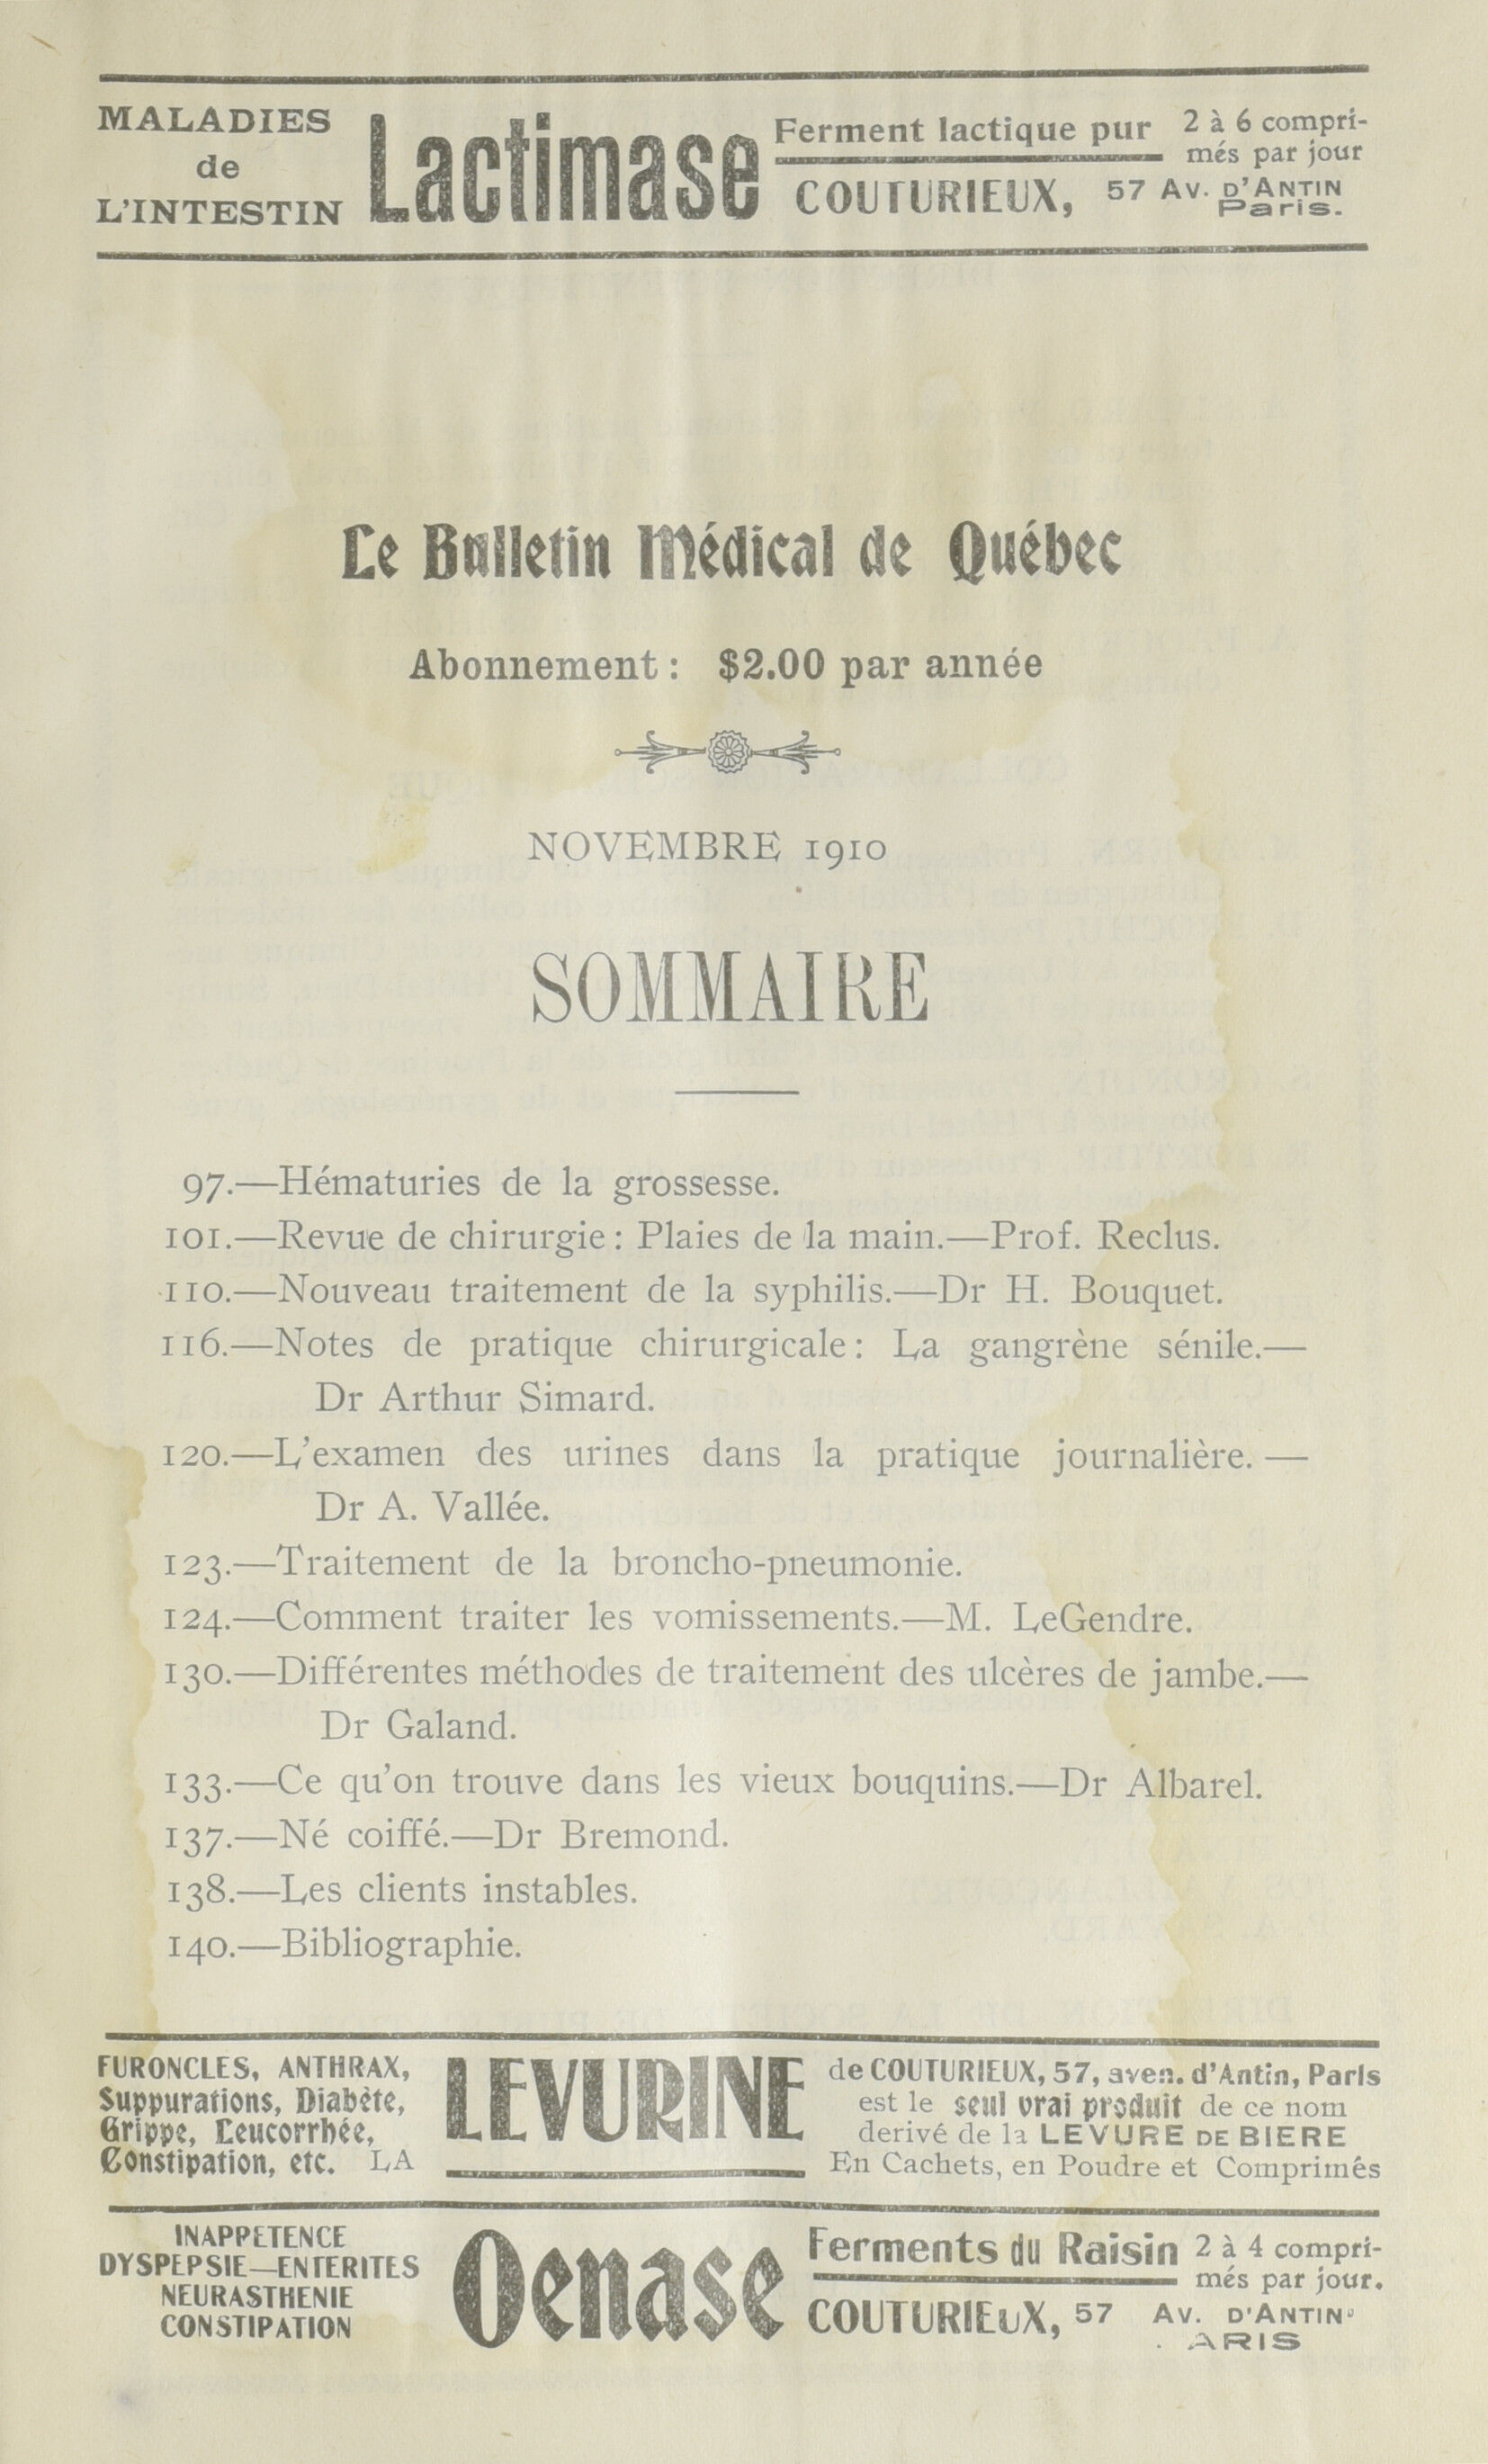 MALADIES
de
L'INTESTIN
Lactimase
Ferment lactique pur
COUTURIEUX,
2 à 6 compri-
més par jour
57 Av. D'ANTIN
Paris.
Le Bulletin Médical de Québec
Abonnement : $2.00 par année
NOVEMBRE 1910
SOMMAIRE
97.—Hématuries de la grossesse.
101.—Revue de chirurgie : Plaies de la main.—Prof. Reclus.
110.—Nouveau traitement de la syphilis.—Dr H. Bouquet.
116.—Notes de pratique chirurgicale : La gangrène sénile.—
Dr Arthur Simard.
120.—L'examen des urines dans la pratique journalière. —
Dr A. Vallée.
123.—Traitement de la broncho-pneumonie.
124.—Comment traiter les vomissements.—M. LeGendre.
130.—Différentes méthodes de traitement des ulcères de jambe.—
Dr Galand.
133.—Ce qu'on trouve dans les vieux bouquins.—Dr Albarel.
137.—Né coiffé.—Dr Bremond.
138.—Les clients instables.
140.—Bibliographie.
FURONCLES, ANTHRAX,
Suppurations, Diabète,
Grippe, Leucorrhée,
Constipation, etc. LA
LEVURINE
de COUTURIEUX, 57, aven. d'Antin, Paris
est le seul vrai produit de ce nom
derivé de la LEVURE DE BIERE
En Cachets, en Poudre et Comprimés
INAPPETENCE
DYSPEPSIE—ENTERITES
NEURASTHENIE
CONSTIPATION
Oenase
Ferments du Raisin
COUTURIEUX, 57
2 à 4 compri-
més par jour.
AV. D'ANTIN
ARIS